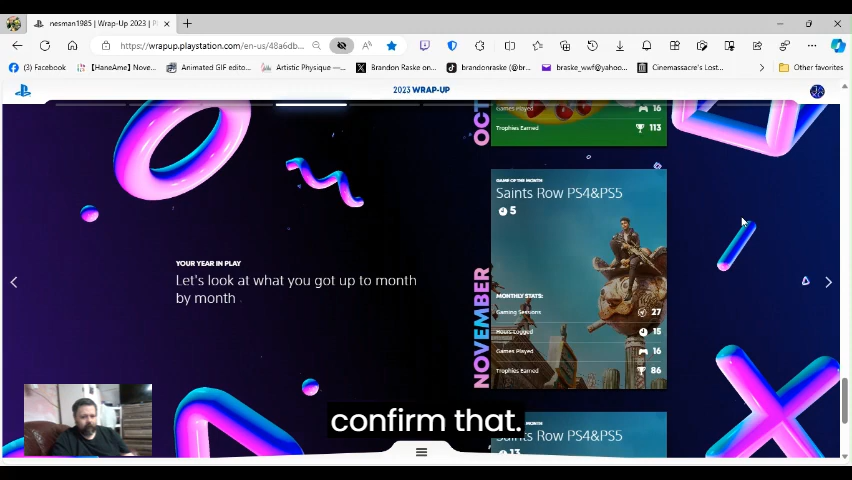 nesman1985 | Wrap-Up 2023 | P
https://wrapup.playstation.com/en-us/48a6db...
(3) Facebook
【HaneAme】Nove...
Animated GIF edito...
Artistic Physique —...
Brandon Raske on...
brandonraske (@br...
braske_wwf@yahoo...
Cinemassacre's Lost...
Other favorites
2023 WRAP-UP
OCT
Games Played 16
Trophies Earned 113
GAME OF THE MONTH
Saints Row PS4&PS5
5
YOUR YEAR IN PLAY
Let's look at what you got up to month
by month
NOVEMBER
MONTHLY STATS:
Gaming Sessions 27
Hours Logged 15
Games Played 16
Trophies Earned 86
confirm that.
Saints Row PS4&PS5
13